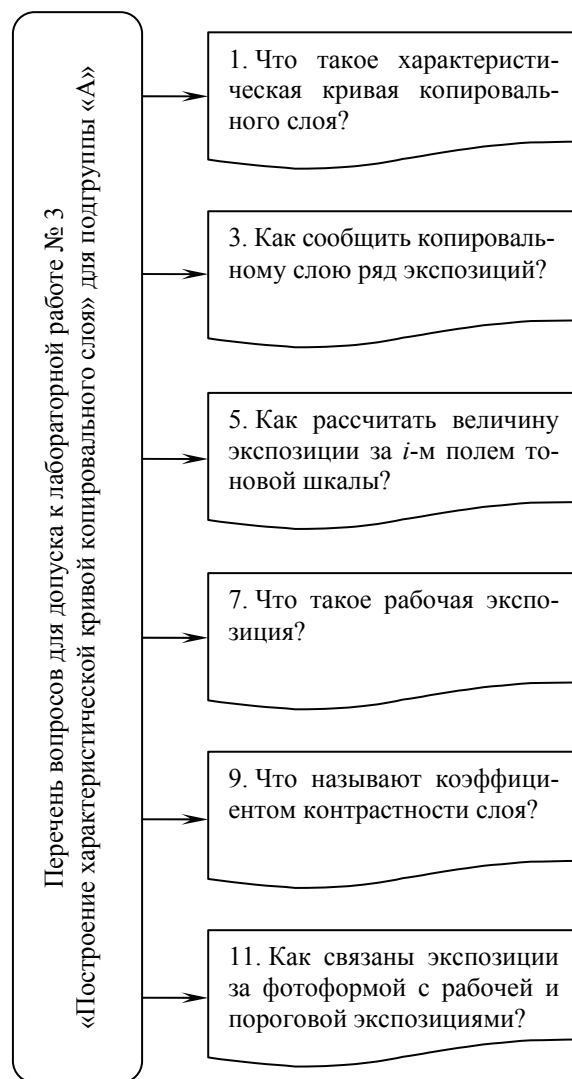 Перечень вопросов для допуска к лабораторной работе № 3
«Построение характеристической кривой копировального слоя» для подгруппы «А»
1. Что такое характеристи-
ческая кривая копироваль-
ного слоя?
3. Как сообщить копироваль-
ному слою ряд экспозиций?
5. Как рассчитать величину
экспозиции за i-м полем то-
новой шкалы?
7. Что такое рабочая экспо-
зиция?
9. Что называют коэффици-
ентом контрастности слоя?
11. Как связаны экспозиции
за фотоформой с рабочей и
пороговой экспозициями?